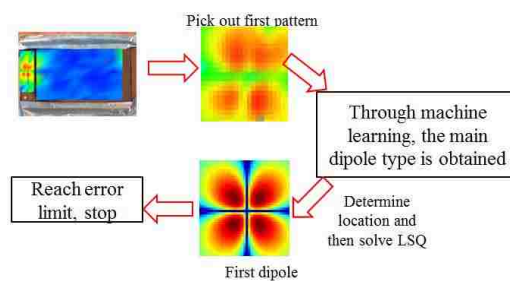 Pick out first pattern
Through machine
learning, the main
dipole type is obtained
Determine
location and
then solve LSQ
First dipole
Reach error
limit, stop